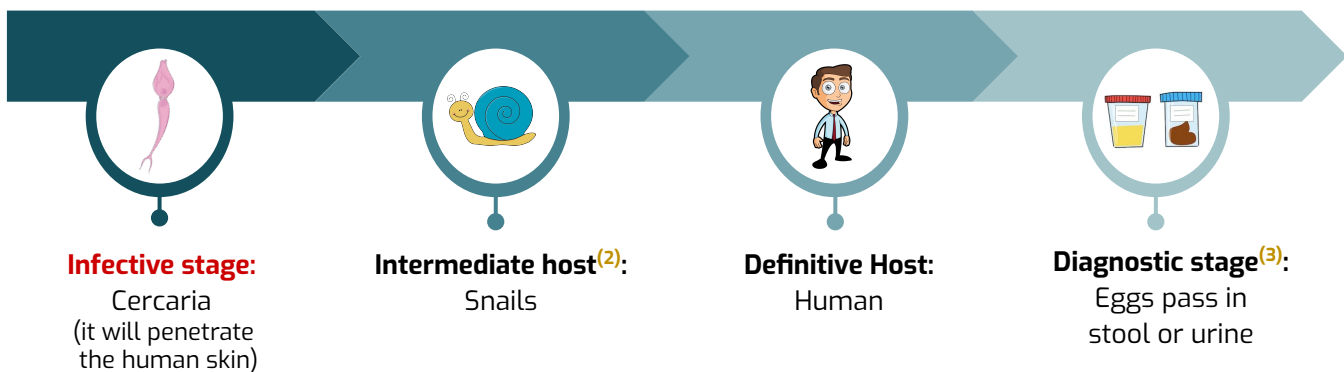 Infective stage:
Cercaria
(it will penetrate
the human skin)
Intermediate host(2):
Snails
Definitive Host:
Human
Diagnostic stage(3):
Eggs pass in
stool or urine